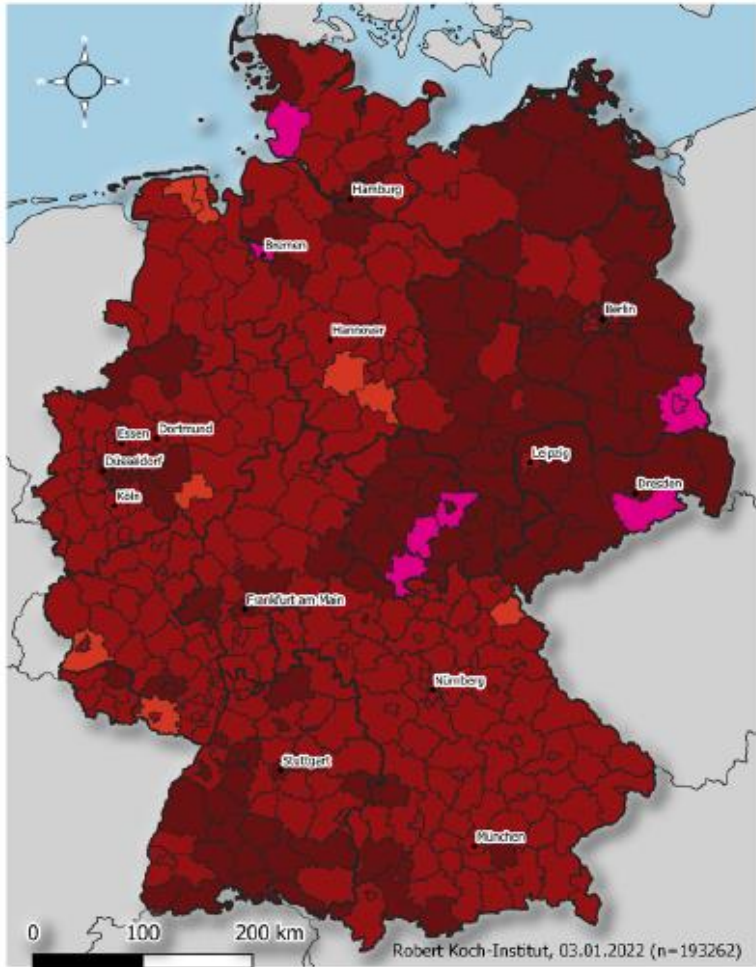 Hamburg
Bremen
Berlin
Hannover
Essen
Dortmund
Düsseldorf
Leipzig
Köln
Dresden
Frankfurt am Main
Nürnberg
Stuttgart
München
0 100 200 km
Robert Koch-Institut, 03.01.2022 (n=193262)